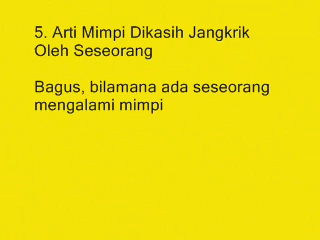 5. Arti Mimpi Dikasih Jangkrik
Oleh Seseorang
Bagus, bilamana ada seseorang
mengalami mimpi